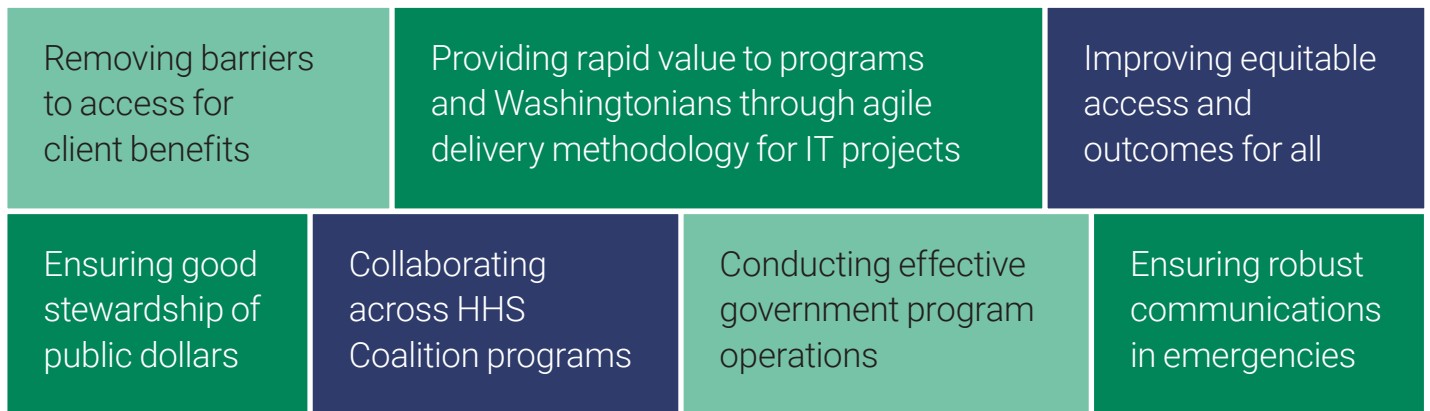 Removing barriers
to access for
client benefits
Providing rapid value to programs
and Washingtonians through agile
delivery methodology for IT projects
Improving equitable
access and
outcomes for all
Ensuring good
stewardship of
public dollars
Collaborating
across HHS
Coalition programs
Conducting effective
government program
operations
Ensuring robust
communications
in emergencies